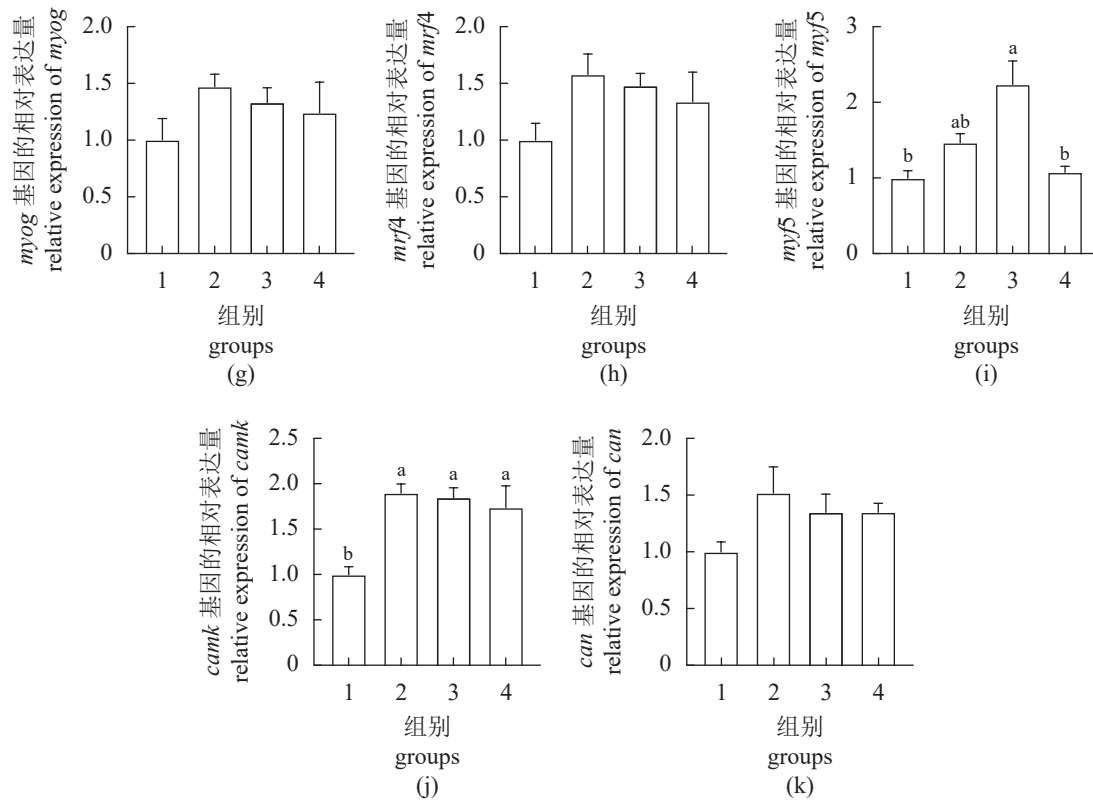 myog 基因的相对表达量
relative expression of myog
2.0
1.5
1.0
0.5
0
1 2 3 4
组别
groups
(g)
mrf4 基因的相对表达量
relative expression of mrf4
2.0
1.5
1.0
0.5
0
1 2 3 4
组别
groups
(h)
myf5 基因的相对表达量
relative expression of myf5
3
2
1
0
b ab a b
1 2 3 4
组别
groups
(i)
camk 基因的相对表达量
relative expression of camk
2.5
2.0
1.5
1.0
0.5
0
b a a a
1 2 3 4
组别
groups
(j)
can 基因的相对表达量
relative expression of can
2.0
1.5
1.0
0.5
0
1 2 3 4
组别
groups
(k)